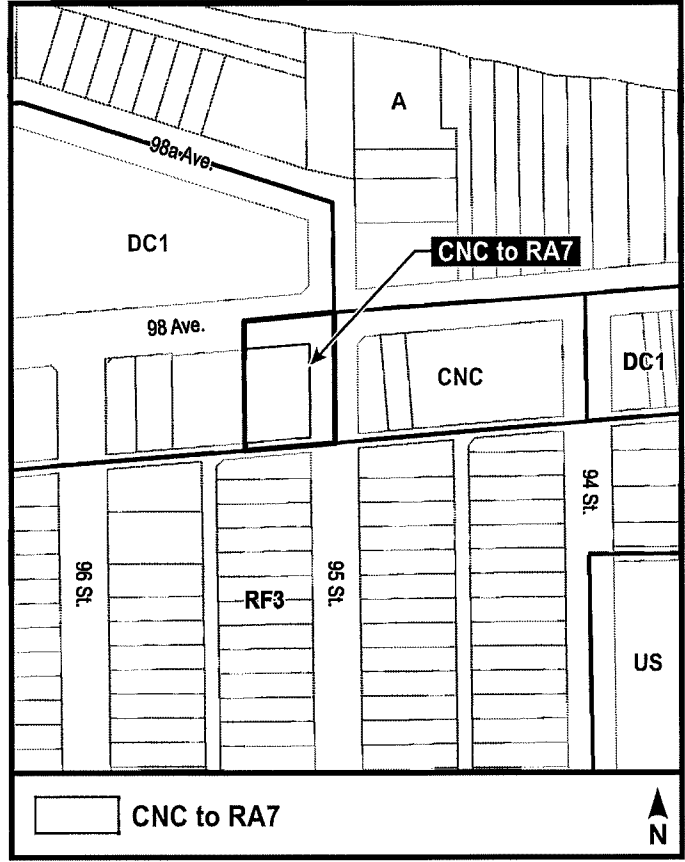 A
98a Ave.
DC1
CNC to RA7
98 Ave.
CNC
DC1
94 St.
96 St.
95 St.
RF3
US
CNC to RA7
N